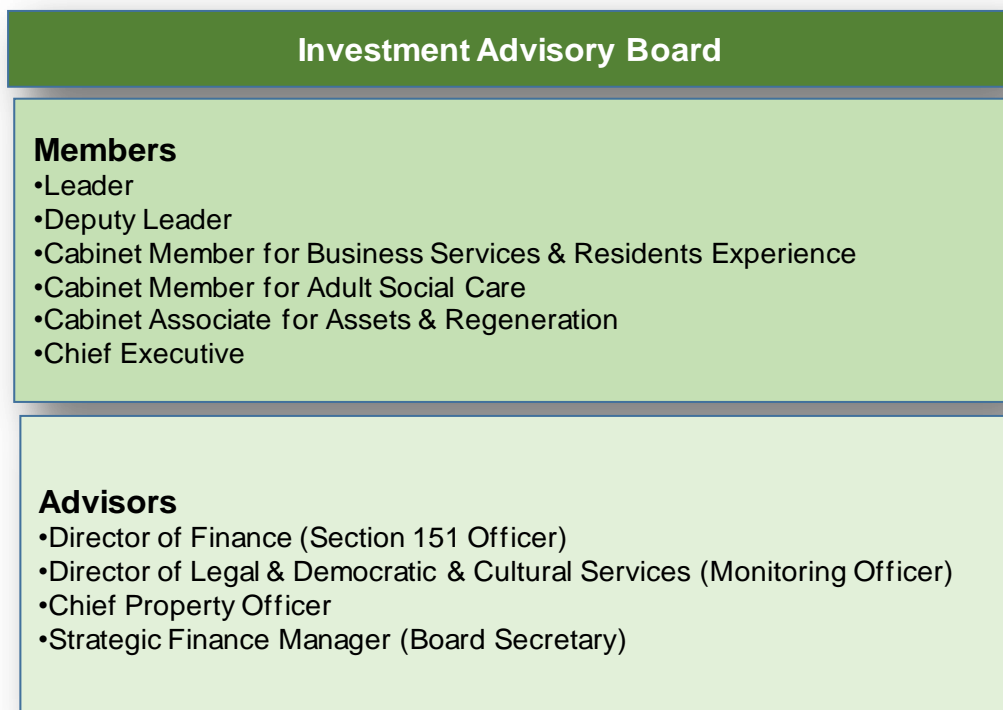 Investment Advisory Board
Members
•Leader
•Deputy Leader
•Cabinet Member for Business Services & Residents Experience
•Cabinet Member for Adult Social Care
•Cabinet Associate for Assets & Regeneration
•Chief Executive
Advisors
•Director of Finance (Section 151 Officer)
•Director of Legal & Democratic & Cultural Services (Monitoring Officer)
•Chief Property Officer
•Strategic Finance Manager (Board Secretary)